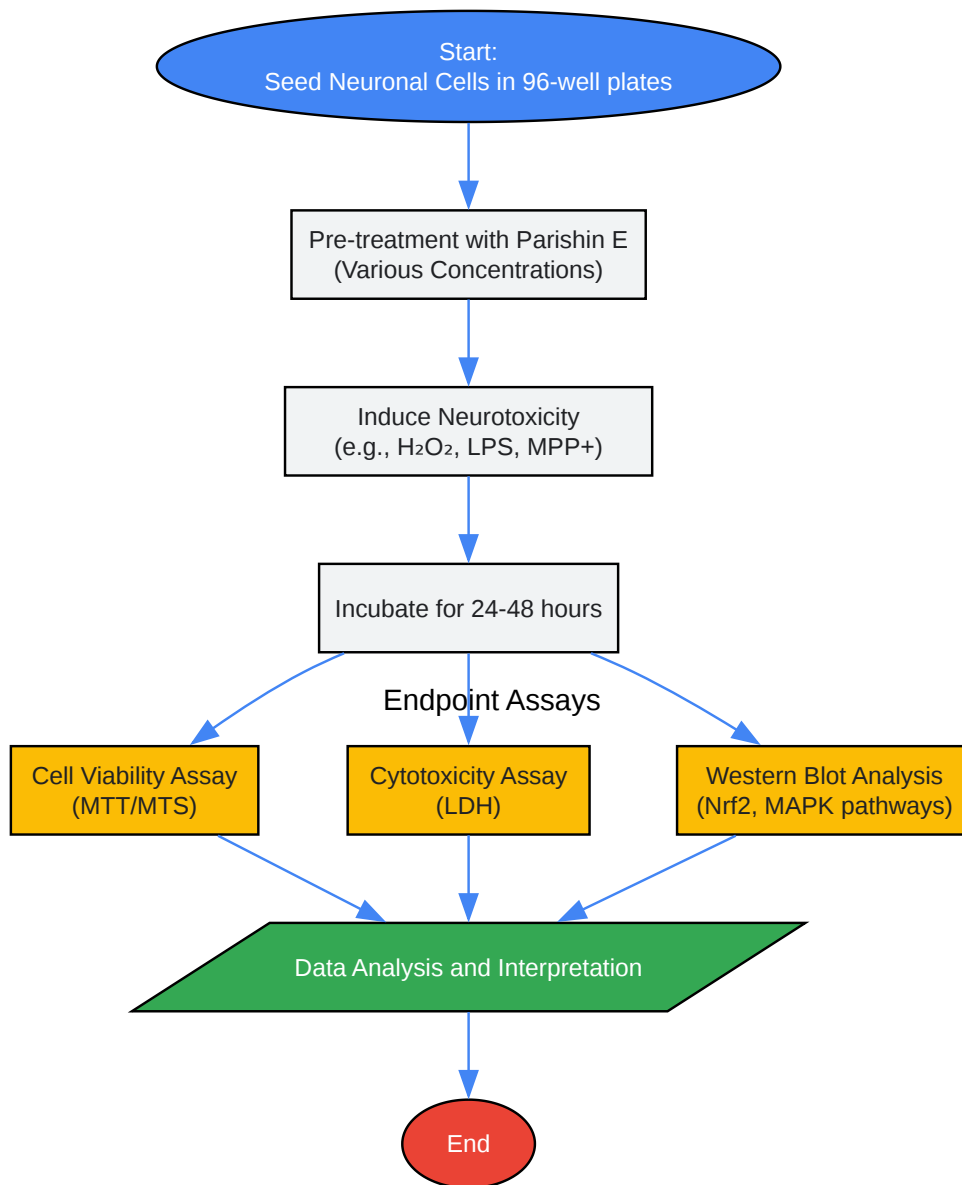 Start:
Seed Neuronal Cells in 96-well plates
Pre-treatment with Parishin E
(Various Concentrations)
Induce Neurotoxicity
(e.g., H₂O₂, LPS, MPP+)
Incubate for 24-48 hours
Endpoint Assays
Cell Viability Assay
(MTT/MTS)
Cytotoxicity Assay
(LDH)
Western Blot Analysis
(Nrf2, MAPK pathways)
Data Analysis and Interpretation
End